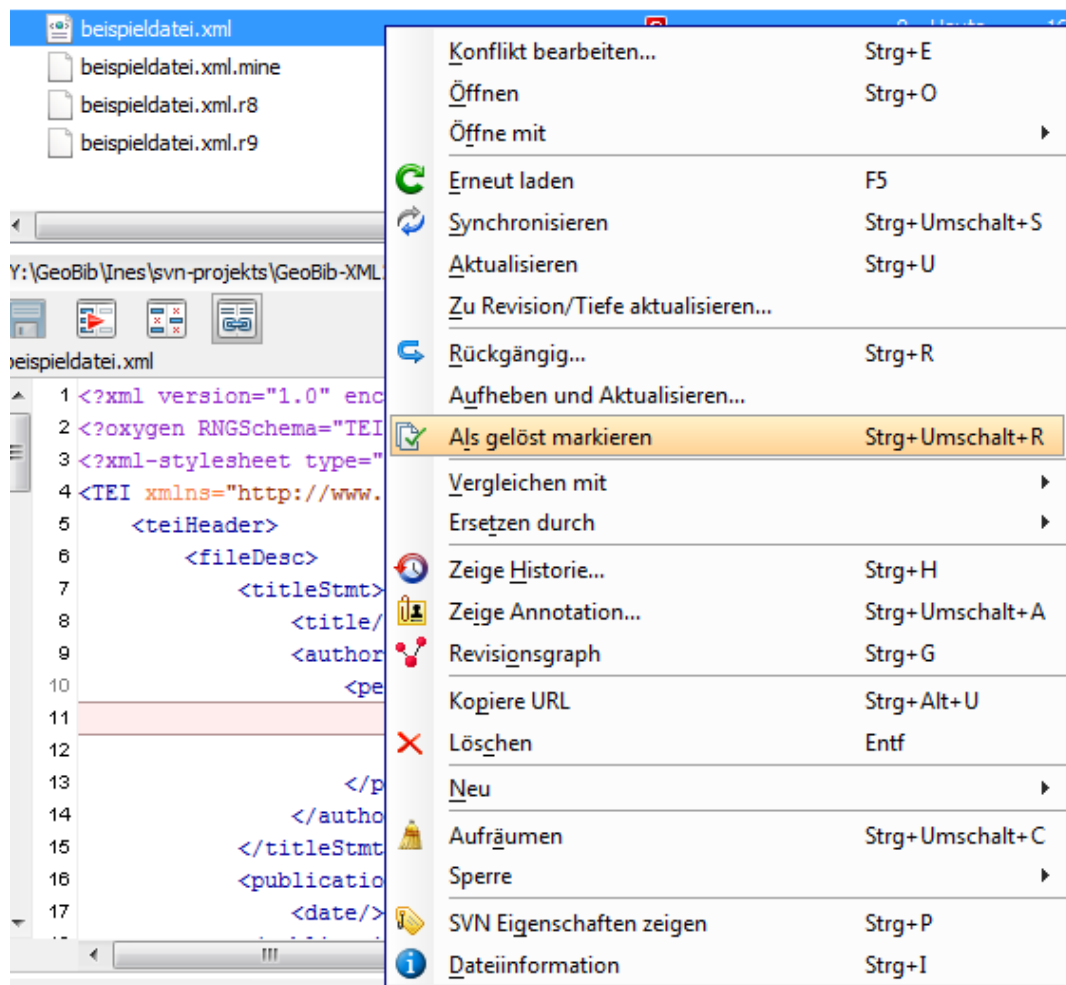 beispieldatei.xml
beispieldatei.xml.mine
beispieldatei.xml.r8
beispieldatei.xml.r9
Konflikt bearbeiten... Strg+E
Öffnen Strg+O
Öffne mit
Erneut laden F5
Synchronisieren Strg+Umschalt+S
Aktualisieren Strg+U
Zu Revision/Tiefe aktualisieren...
Rückgängig... Strg+R
Aufheben und Aktualisieren...
Als gelöst markieren Strg+Umschalt+R
Vergleichen mit
Ersetzen durch
Zeige Historie... Strg+H
Zeige Annotation... Strg+Umschalt+A
Revisionsgraph Strg+G
Kopiere URL Strg+Alt+U
Löschen Entf
Neu
Aufräumen Strg+Umschalt+C
Sperre
SVN Eigenschaften zeigen Strg+P
Dateiinformation Strg+I
Y:\GeoBib\Ines\svn-projekts\GeoBib-XML
beispieldatei.xml
1 <?xml version="1.0" enc
2 <?oxygen RNGSchema="TEI
3 <?xml-stylesheet type="
4 <TEI xmlns="http://www.
5 <teiHeader>
6 <fileDesc>
7 <titleStmt>
8 <title/
9 <author
10 <pe
11
12
13 </p
14 </autho
15 </titleStmt
16 <publicatio
17 <date/>